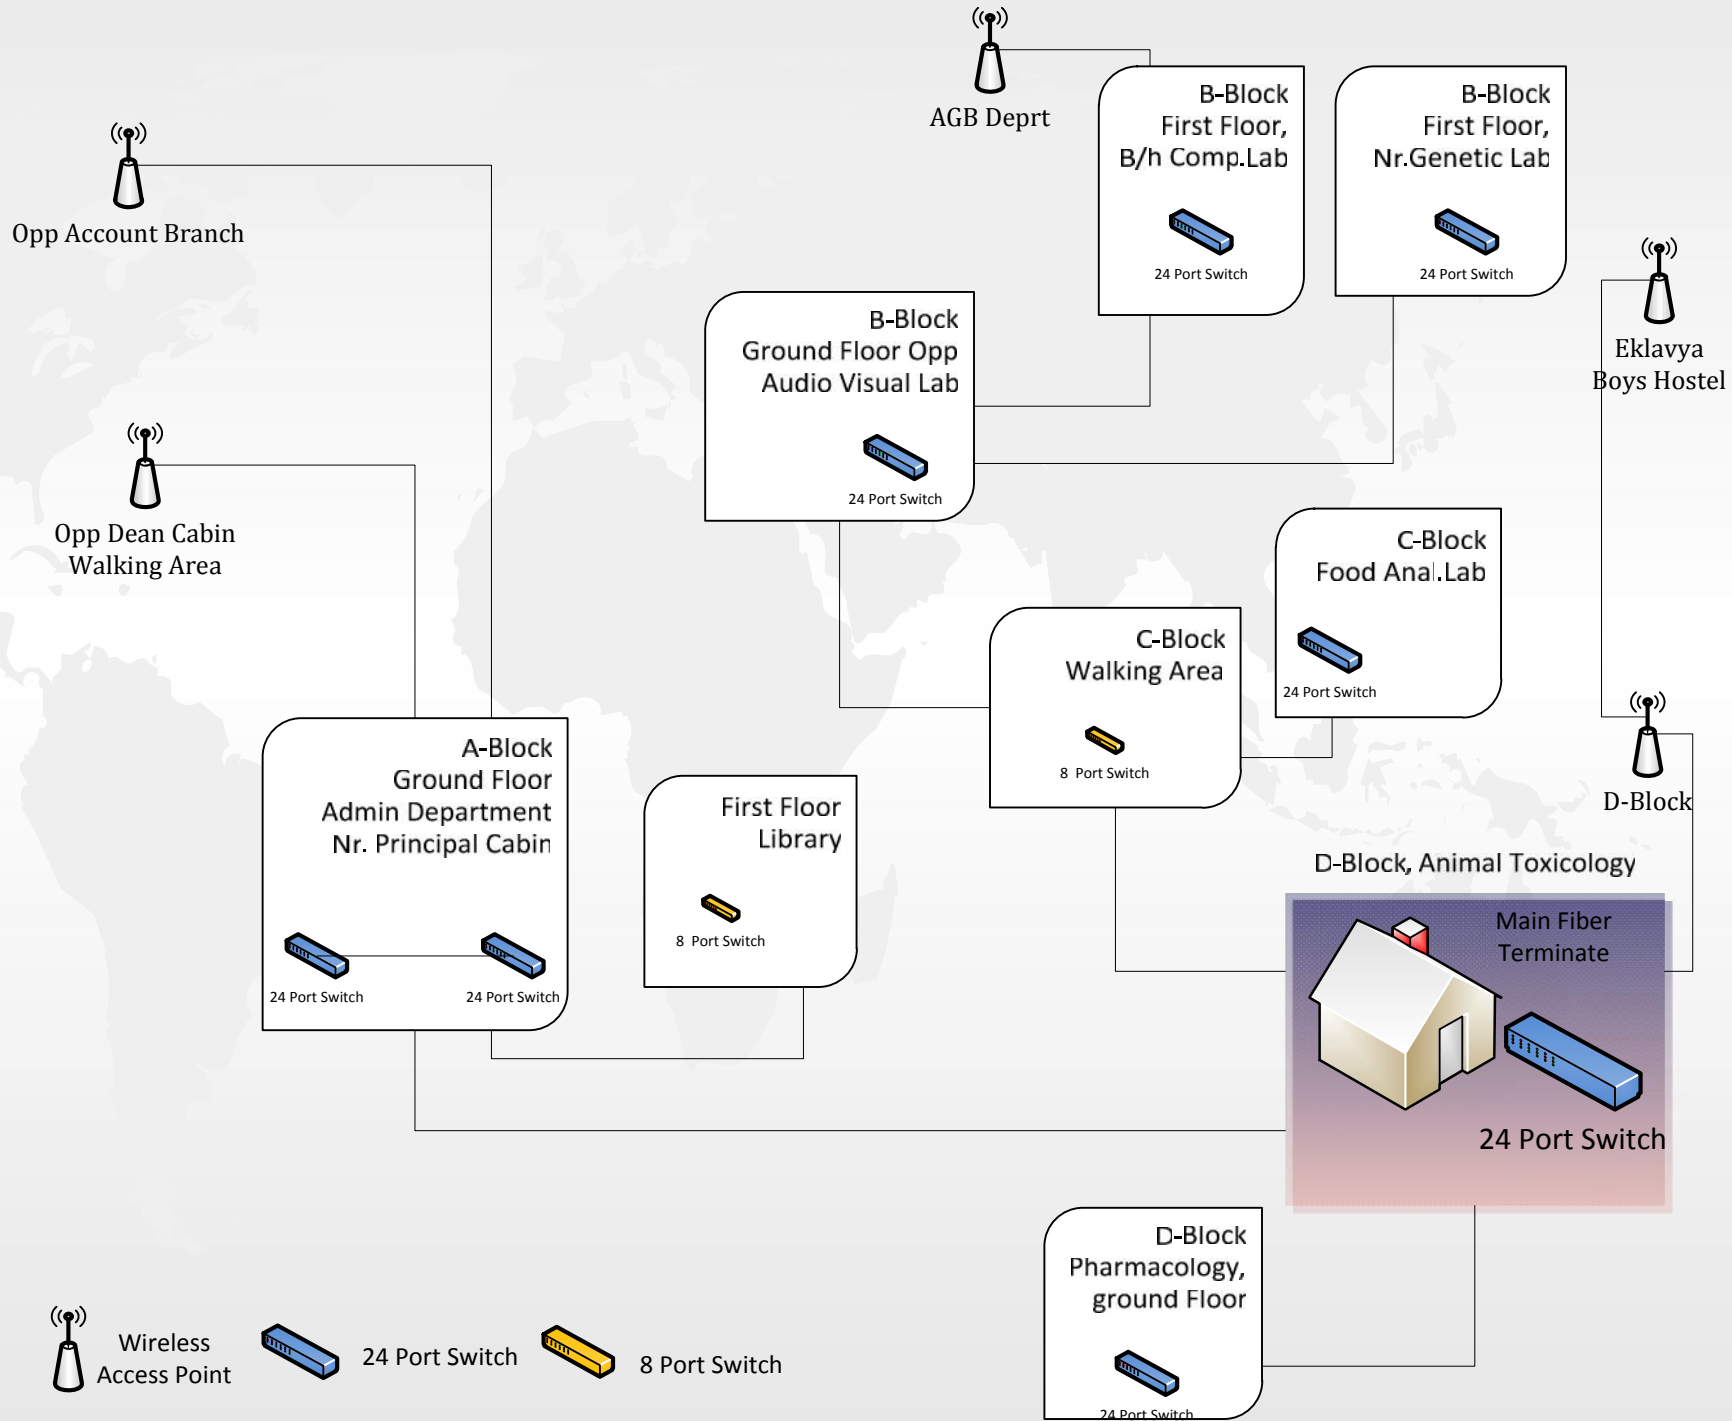 AGB Deprt
B-Block
First Floor,
B/h Comp.Lab
24 Port Switch
B-Block
First Floor,
Nr.Genetic Lab
24 Port Switch
Opp Account Branch
Eklavya
Boys Hostel
B-Block
Ground Floor Opp
Audio Visual Lab
24 Port Switch
Opp Dean Cabin
Walking Area
C-Block
Food Anal.Lab
24 Port Switch
C-Block
Walking Area
8 Port Switch
D-Block
A-Block
Ground Floor
Admin Department
Nr. Principal Cabin
24 Port Switch
24 Port Switch
First Floor
Library
8 Port Switch
D-Block, Animal Toxicology
Main Fiber
Terminate
24 Port Switch
D-Block
Pharmacology,
ground Floor
24 Port Switch
Wireless
Access Point
24 Port Switch
8 Port Switch